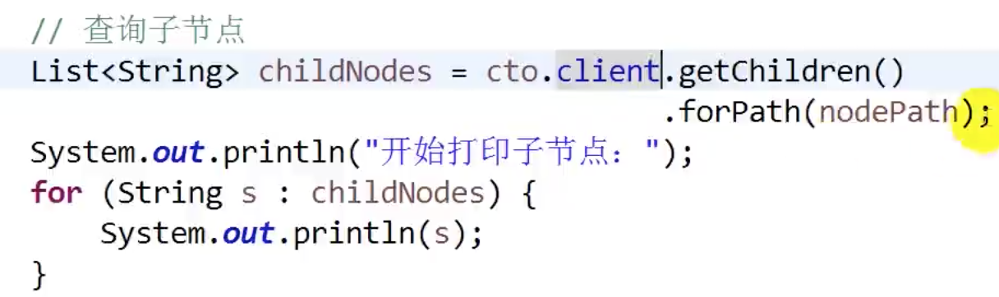 // 查询子节点
List<String> childNodes = cto.client.getChildren()
.forPath(nodePath);
System.out.println("开始打印子节点：");
for (String s : childNodes) {
System.out.println(s);
}